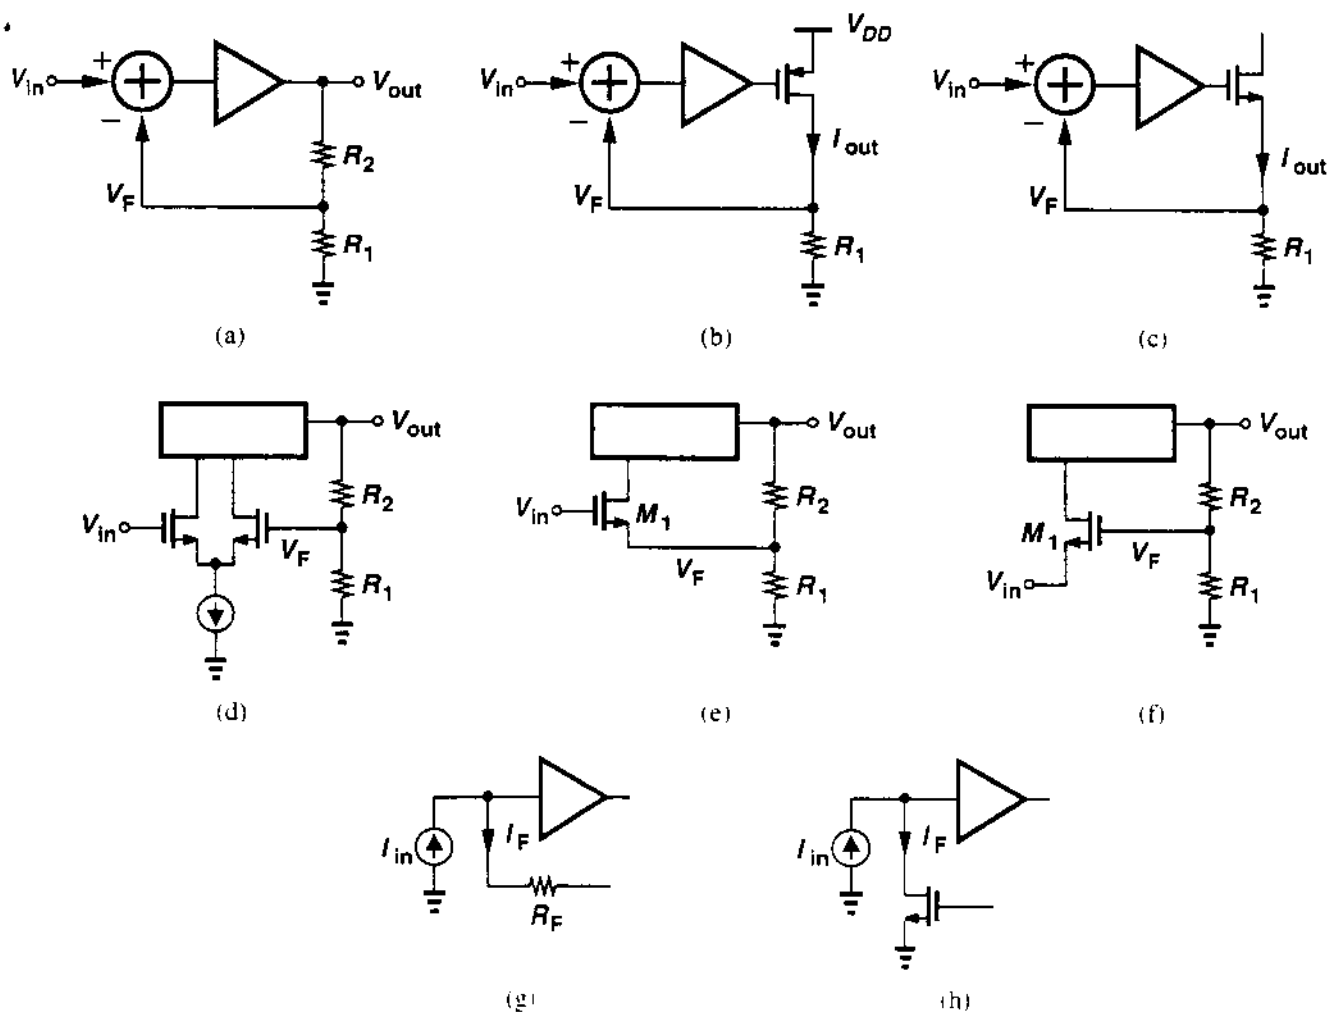 V_DD
+ + +
V_in V_out V_in V_in
− − −
R_2 I_out I_out
V_F V_F V_F
R_1 R_1 R_1
(a) (b) (c)
V_out V_out V_out
R_2 V_in M_1 R_2 R_2
V_in V_F M_1 V_F
R_1 V_F R_1 V_in R_1
(d) (e) (f)
I_in I_F I_in I_F
R_F
(g) (h)